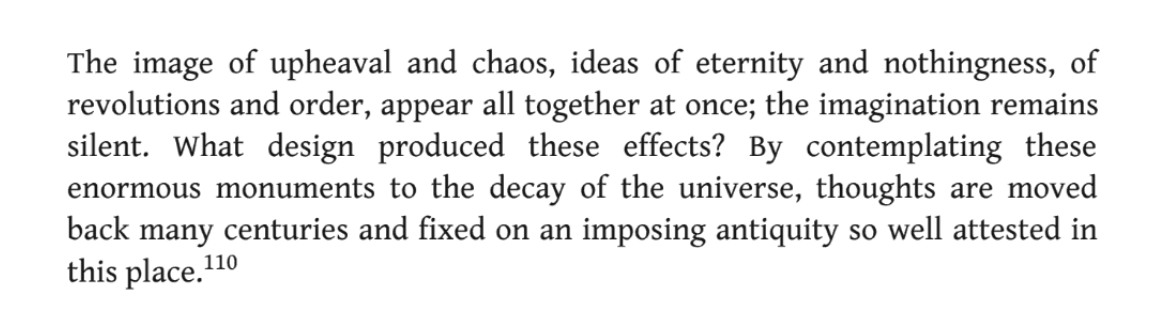 The image of upheaval and chaos, ideas of eternity and nothingness, of
revolutions and order, appear all together at once; the imagination remains
silent. What design produced these effects? By contemplating these
enormous monuments to the decay of the universe, thoughts are moved
back many centuries and fixed on an imposing antiquity so well attested in
this place.110